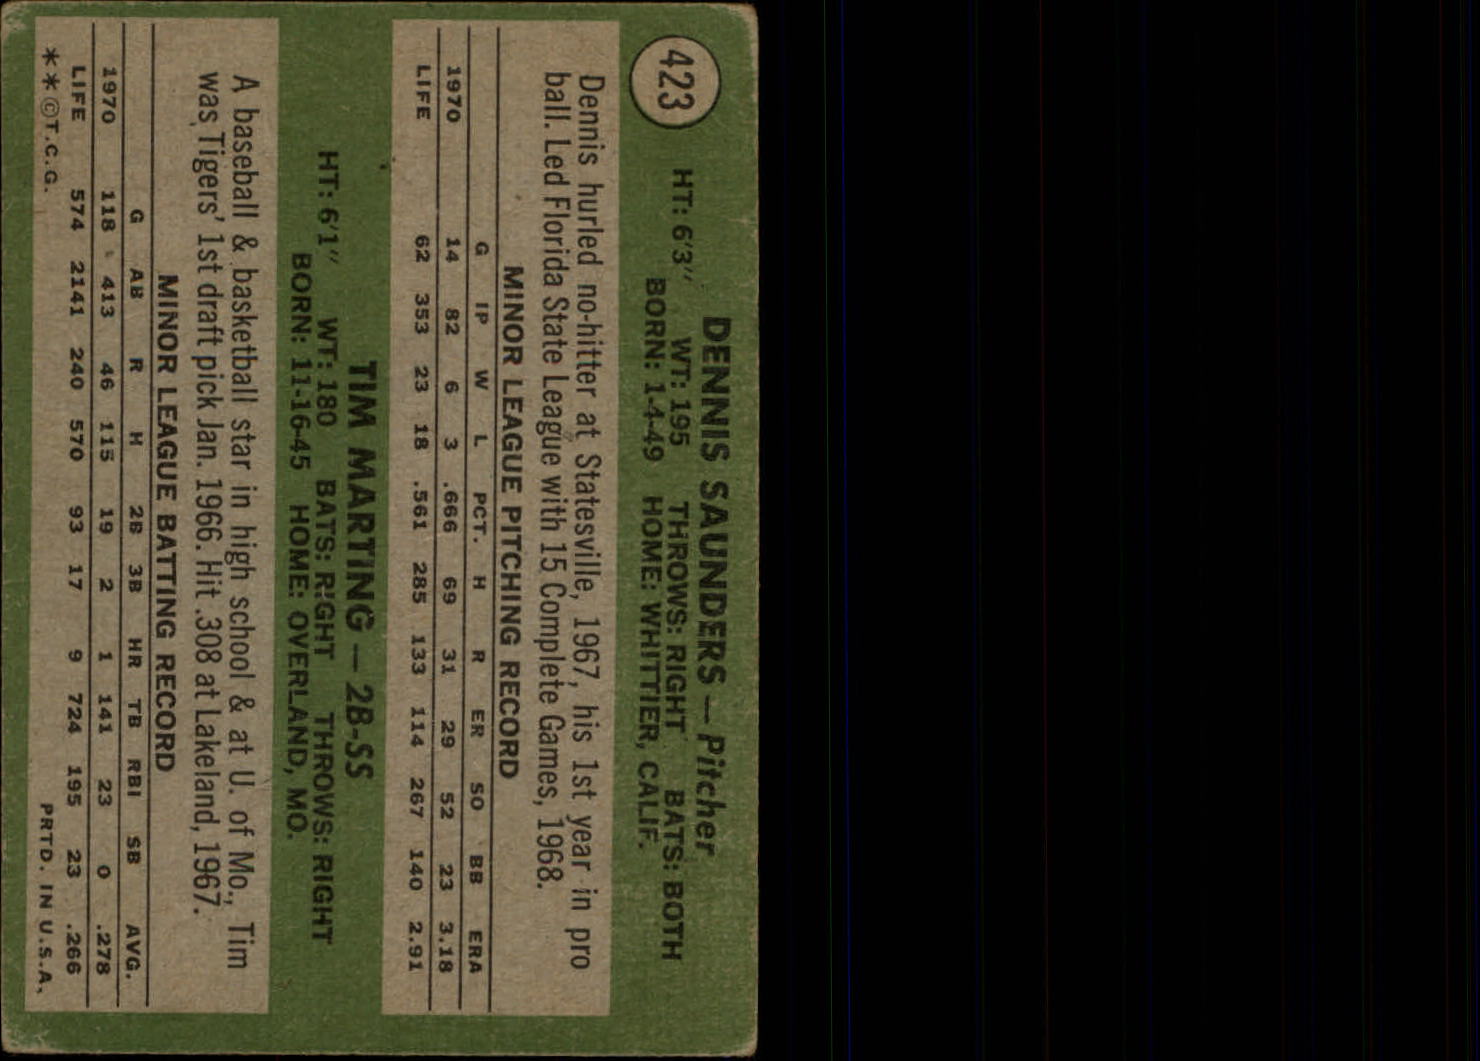 423
DENNIS SAUNDERS — Pitcher
HT: 6'3" WT: 195 THROWS: RIGHT BATS: BOTH
BORN: 1-4-49 HOME: WHITTIER, CALIF.
Dennis hurled no-hitter at Statesville, 1967, his 1st year in pro
ball. Led Florida State League with 15 Complete Games, 1968.
MINOR LEAGUE PITCHING RECORD
G IP W L PCT. H R ER SO BB ERA
1970 14 82 6 3 .666 69 31 29 52 23 3.18
LIFE 62 353 23 18 .561 285 133 114 267 140 2.91
TIM MARTING — 2B-SS
HT: 6'1" WT: 180 BATS: RIGHT THROWS: RIGHT
BORN: 11-16-45 HOME: OVERLAND, MO.
A baseball & basketball star in high school & at U. of Mo., Tim
was Tigers' 1st draft pick Jan. 1966. Hit .308 at Lakeland, 1967.
MINOR LEAGUE BATTING RECORD
G AB R H 2B 3B HR TB RBI SB AVG.
1970 118 413 46 115 19 2 1 141 23 0 .278
LIFE 574 2141 240 570 93 17 9 724 195 23 .266
**©T.C.G. PRTD. IN U.S.A.